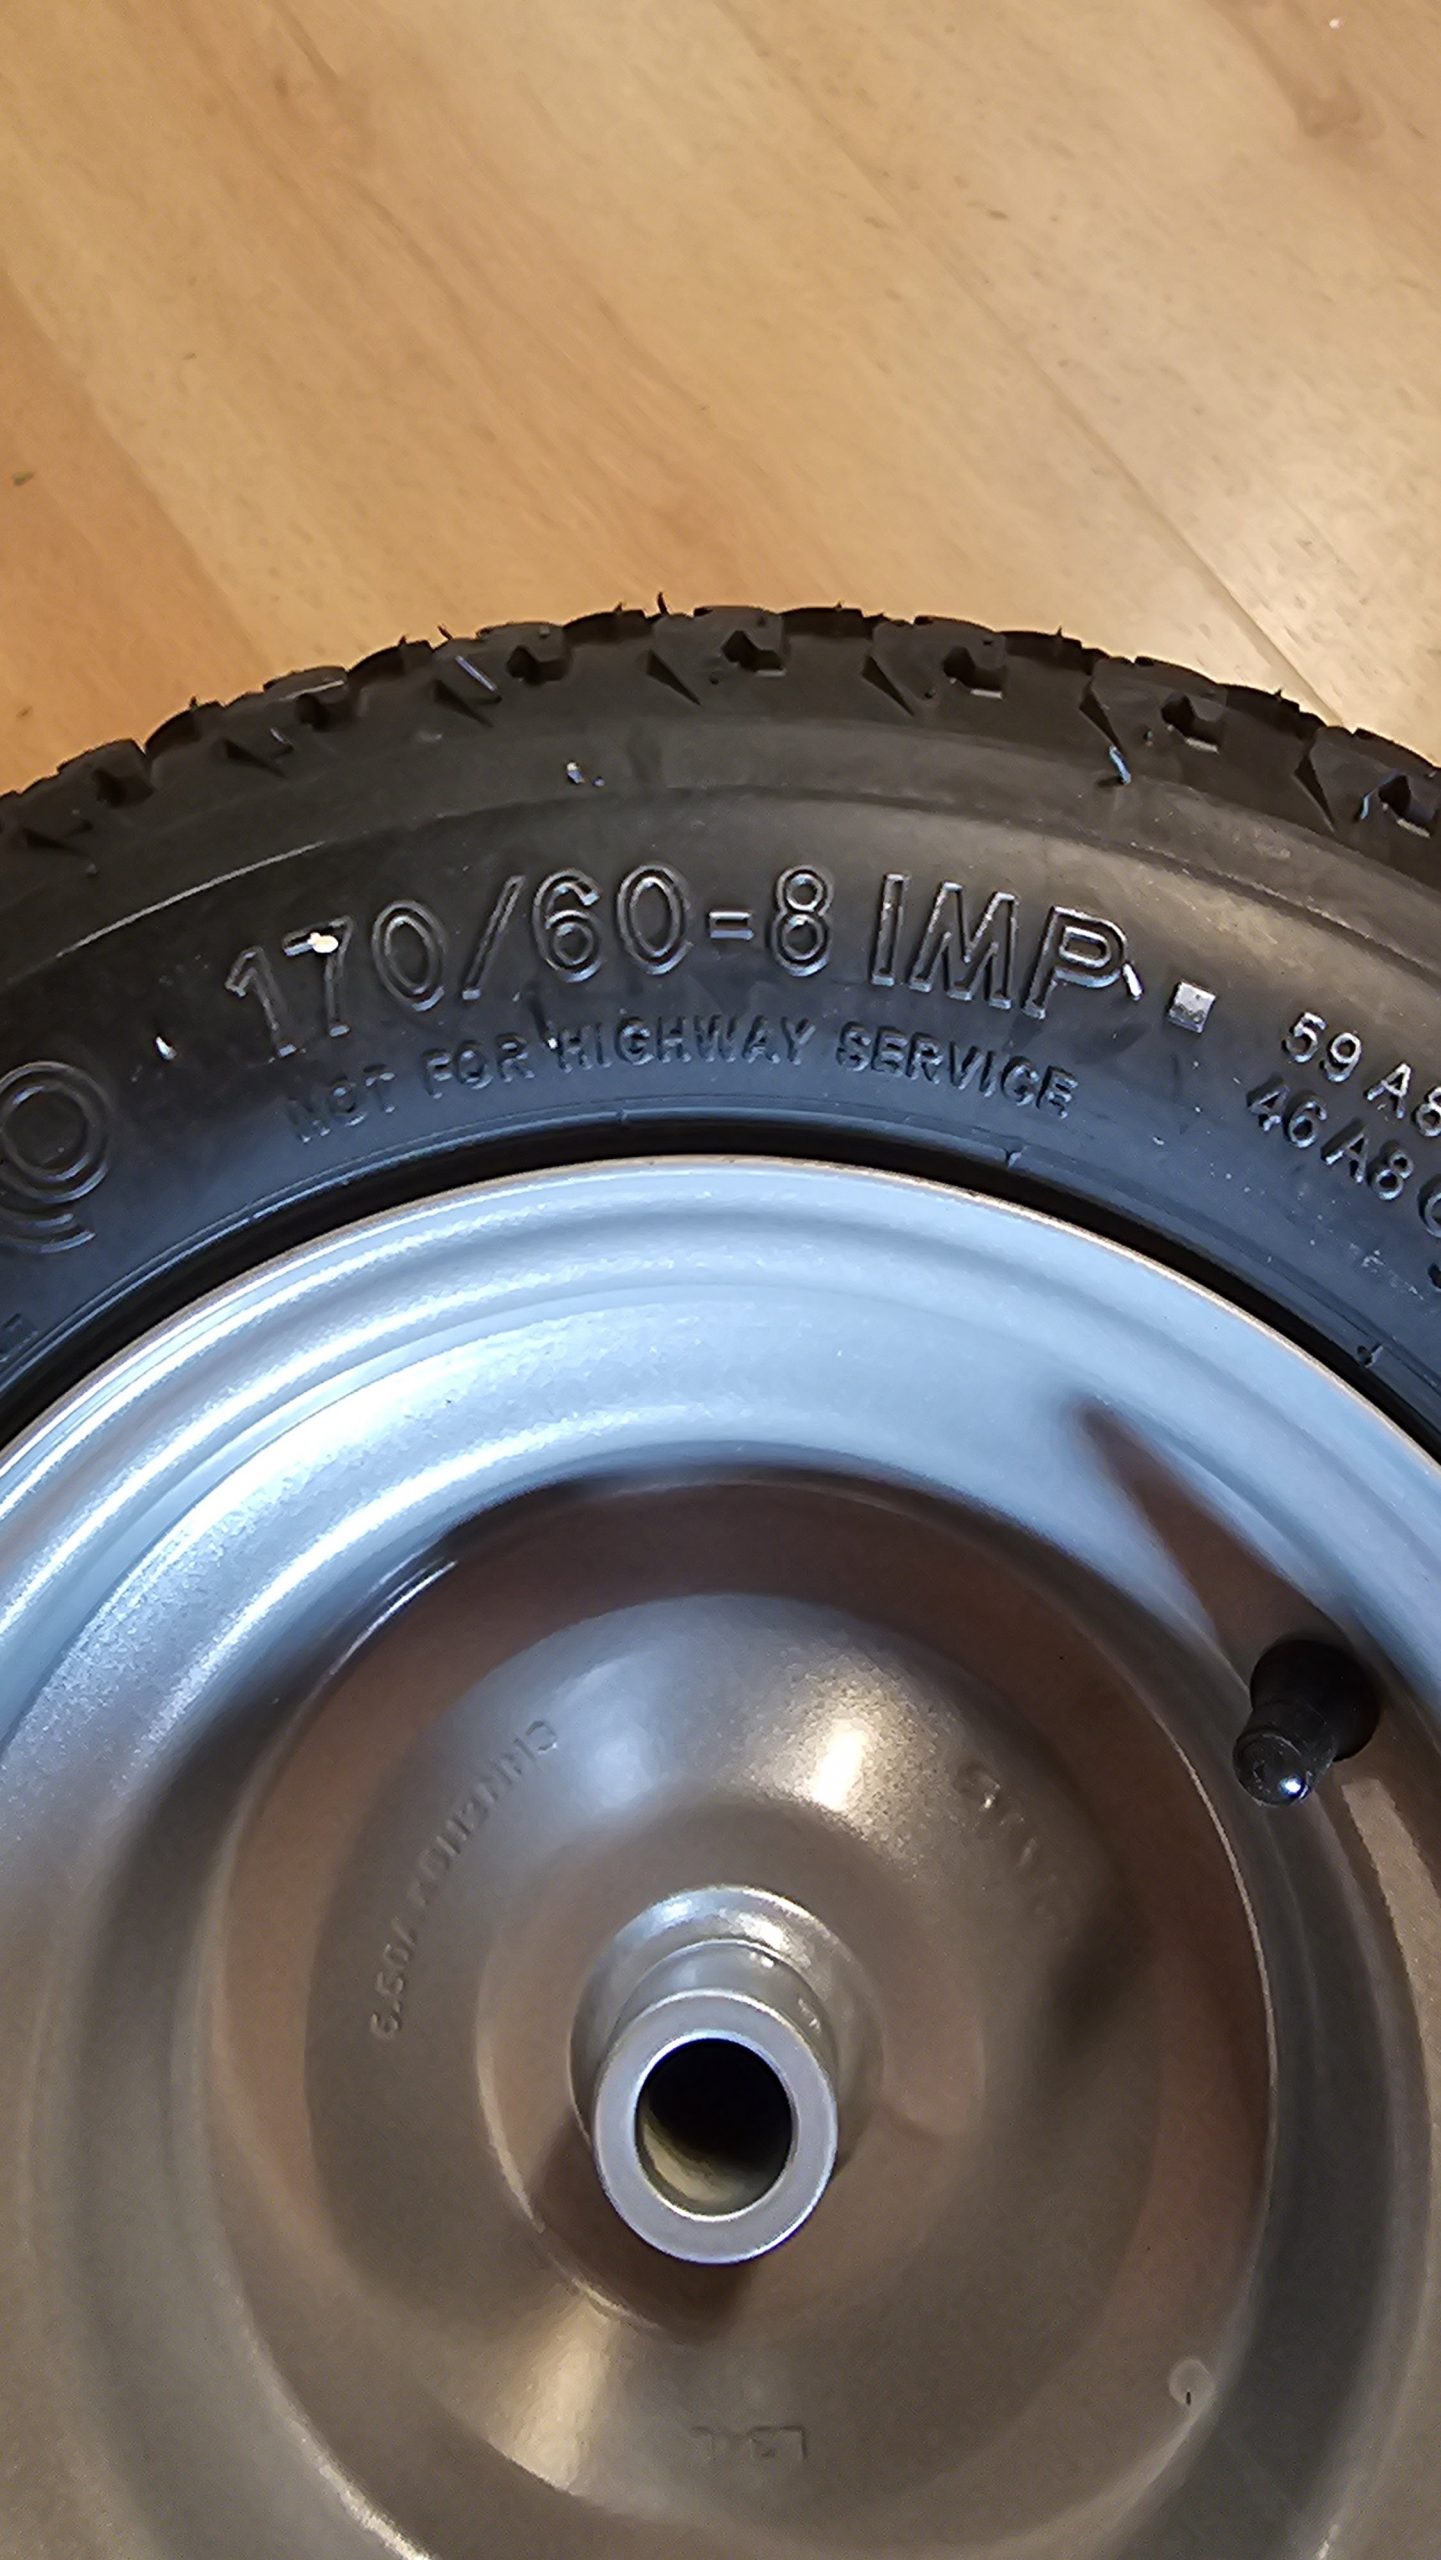 170/60-8 IMP
NOT FOR HIGHWAY SERVICE
59 A8
46 A8